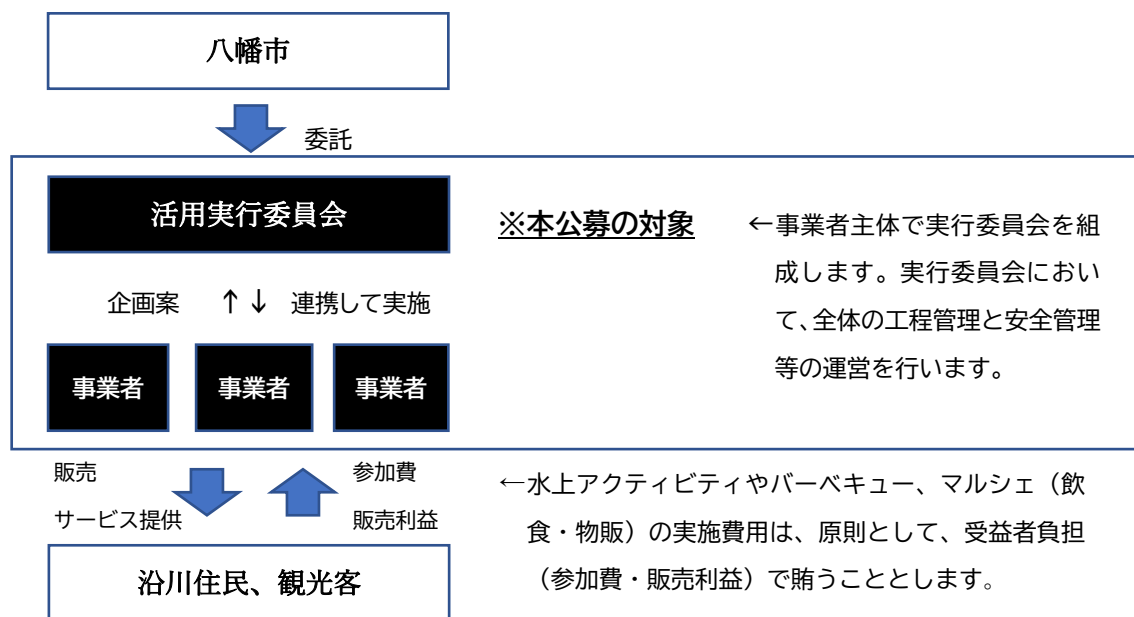 八幡市
委託
活用実行委員会
※本公募の対象
←事業者主体で実行委員会を組
成します。実行委員会におい
て、全体の工程管理と安全管理
等の運営を行います。
企画案 ↑↓ 連携して実施
事業者 事業者 事業者
販売
サービス提供
参加費
販売利益
←水上アクティビティやバーベキュー、マルシェ（飲
食・物販）の実施費用は、原則として、受益者負担
（参加費・販売利益）で賄うこととします。
沿川住民、観光客